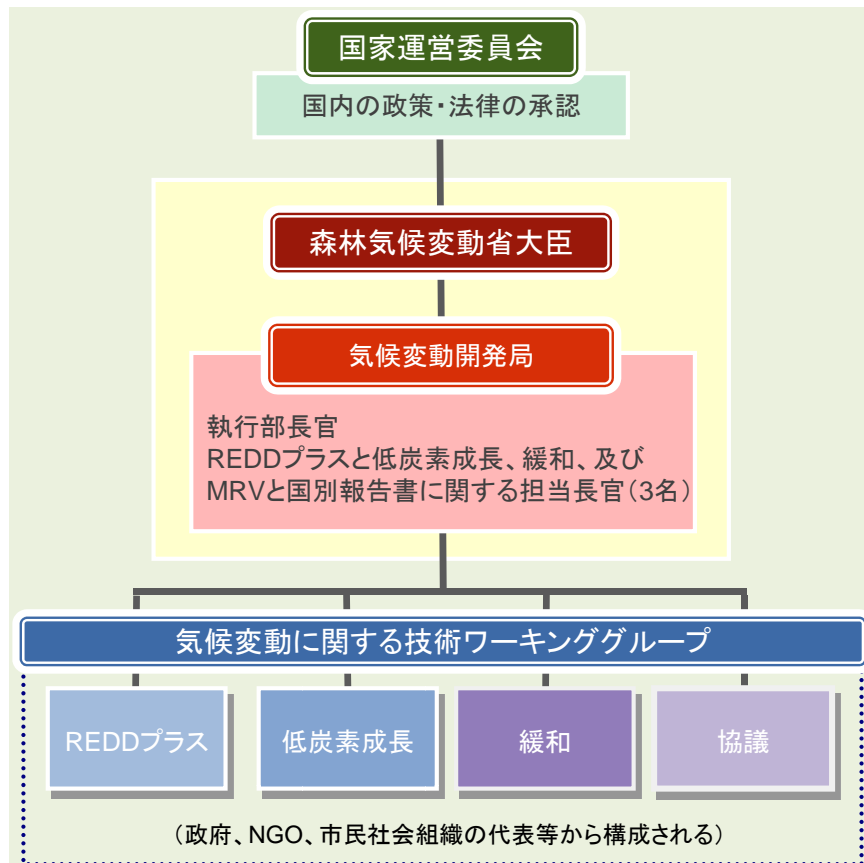 国家運営委員会
国内の政策・法律の承認
森林気候変動省大臣
気候変動開発局
執行部長官
REDDプラスと低炭素成長、緩和、及び
MRVと国別報告書に関する担当長官（3名）
気候変動に関する技術ワーキンググループ
REDDプラス
低炭素成長
緩和
協議
（政府、NGO、市民社会組織の代表等から構成される）